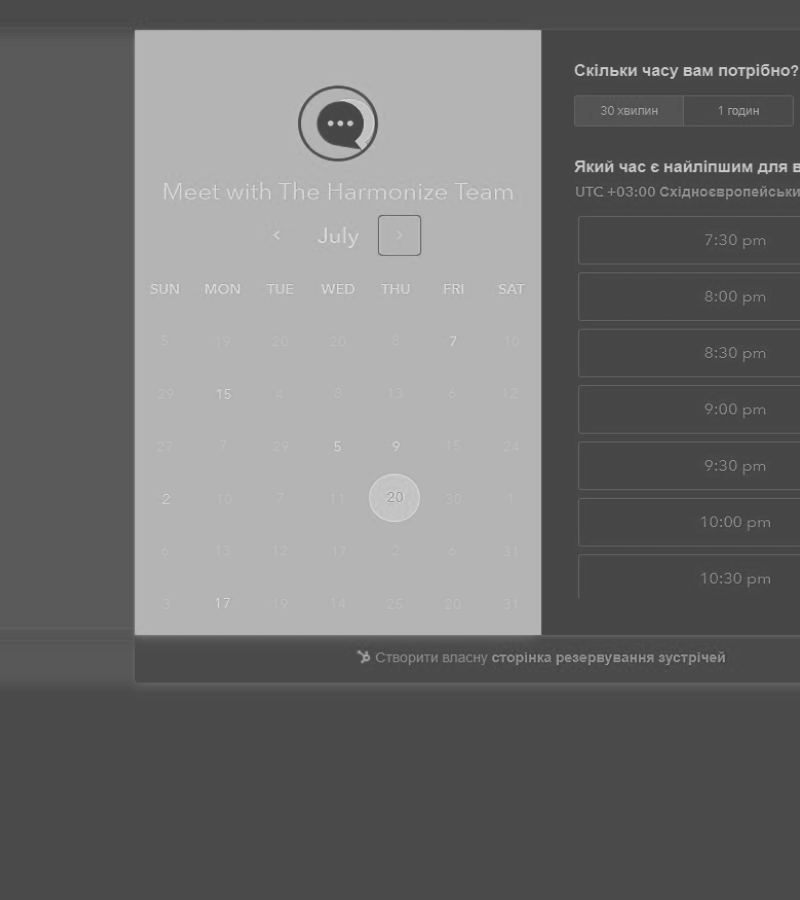 Meet with The Harmonize Team
July
SUN MON TUE WED THU FRI SAT
5 19 20 20 8 7 10
29 15 4 8 13 6 12
27 7 29 5 9 15 24
2 10 7 11 20 30 1
6 13 12 17 2 6 31
3 17 19 14 26 20 31
Скільки часу вам потрібно?
30 хвилин 1 годин
Який час є найліпшим для
UTC +03:00
7:30 pm
8:00 pm
8:30 pm
9:00 pm
9:30 pm
10:00 pm
10:30 pm
Створити власну сторінка резервування зустрічей